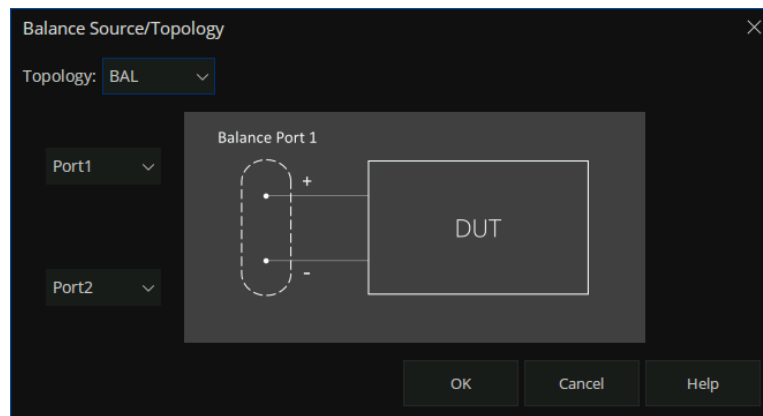 Balance Source/Topology
Topology: BAL
Balance Port 1
Port1
+
DUT
Port2
-
OK Cancel Help